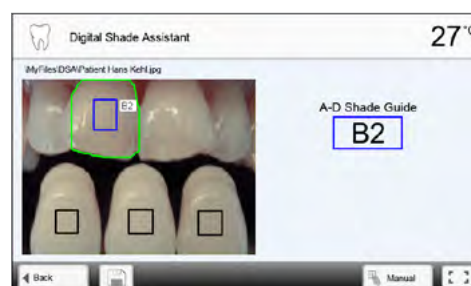 Digital Shade Assistant
27°C
\MyFiles\DSA\Patient Hans Kehl.jpg
B2
A-D Shade Guide
B2
Back
Manual